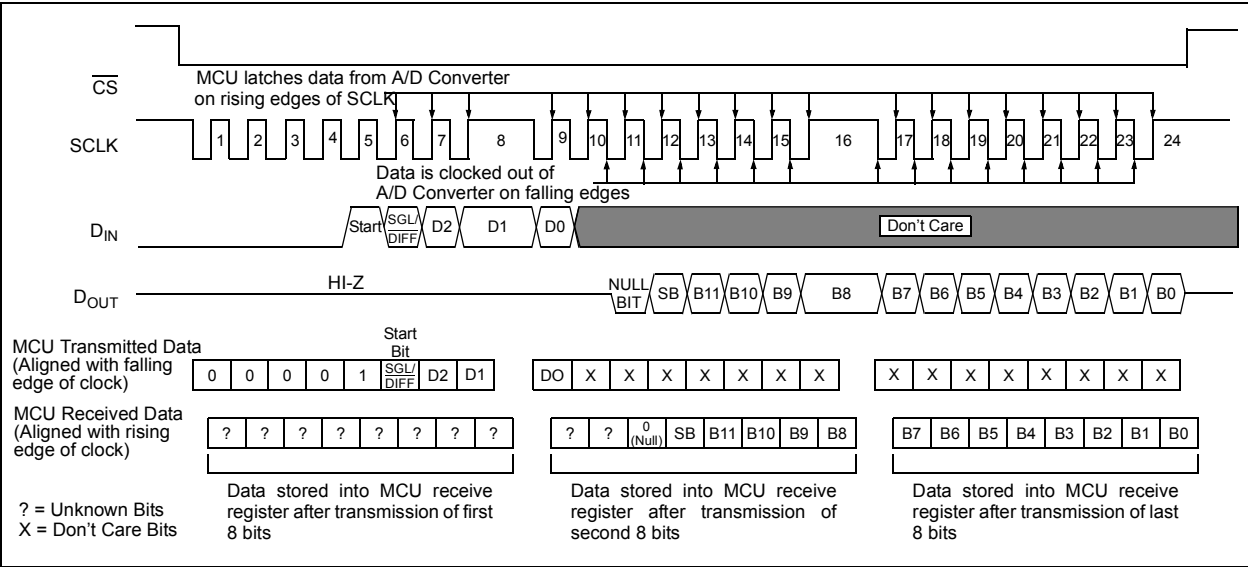 CS
MCU latches data from A/D Converter
on rising edges of SCLK
SCLK
1 2 3 4 5 6 7 8 9 10 11 12 13 14 15 16 17 18 19 20 21 22 23 24
Data is clocked out of
A/D Converter on falling edges
DIN
Start SGL/DIFF D2 D1 D0 Don't Care
DOUT
HI-Z
NULL BIT SB B11 B10 B9 B8 B7 B6 B5 B4 B3 B2 B1 B0
Start
Bit
MCU Transmitted Data
(Aligned with falling
edge of clock)
0 0 0 0 1 SGL/DIFF D2 D1 DO X X X X X X X X X X X X X X X
MCU Received Data
(Aligned with rising
edge of clock)
? ? ? ? ? ? ? ? ? ? 0 (Null) SB B11 B10 B9 B8 B7 B6 B5 B4 B3 B2 B1 B0
? = Unknown Bits
X = Don't Care Bits
Data stored into MCU receive
register after transmission of first
8 bits
Data stored into MCU receive
register after transmission of
second 8 bits
Data stored into MCU receive
register after transmission of last
8 bits